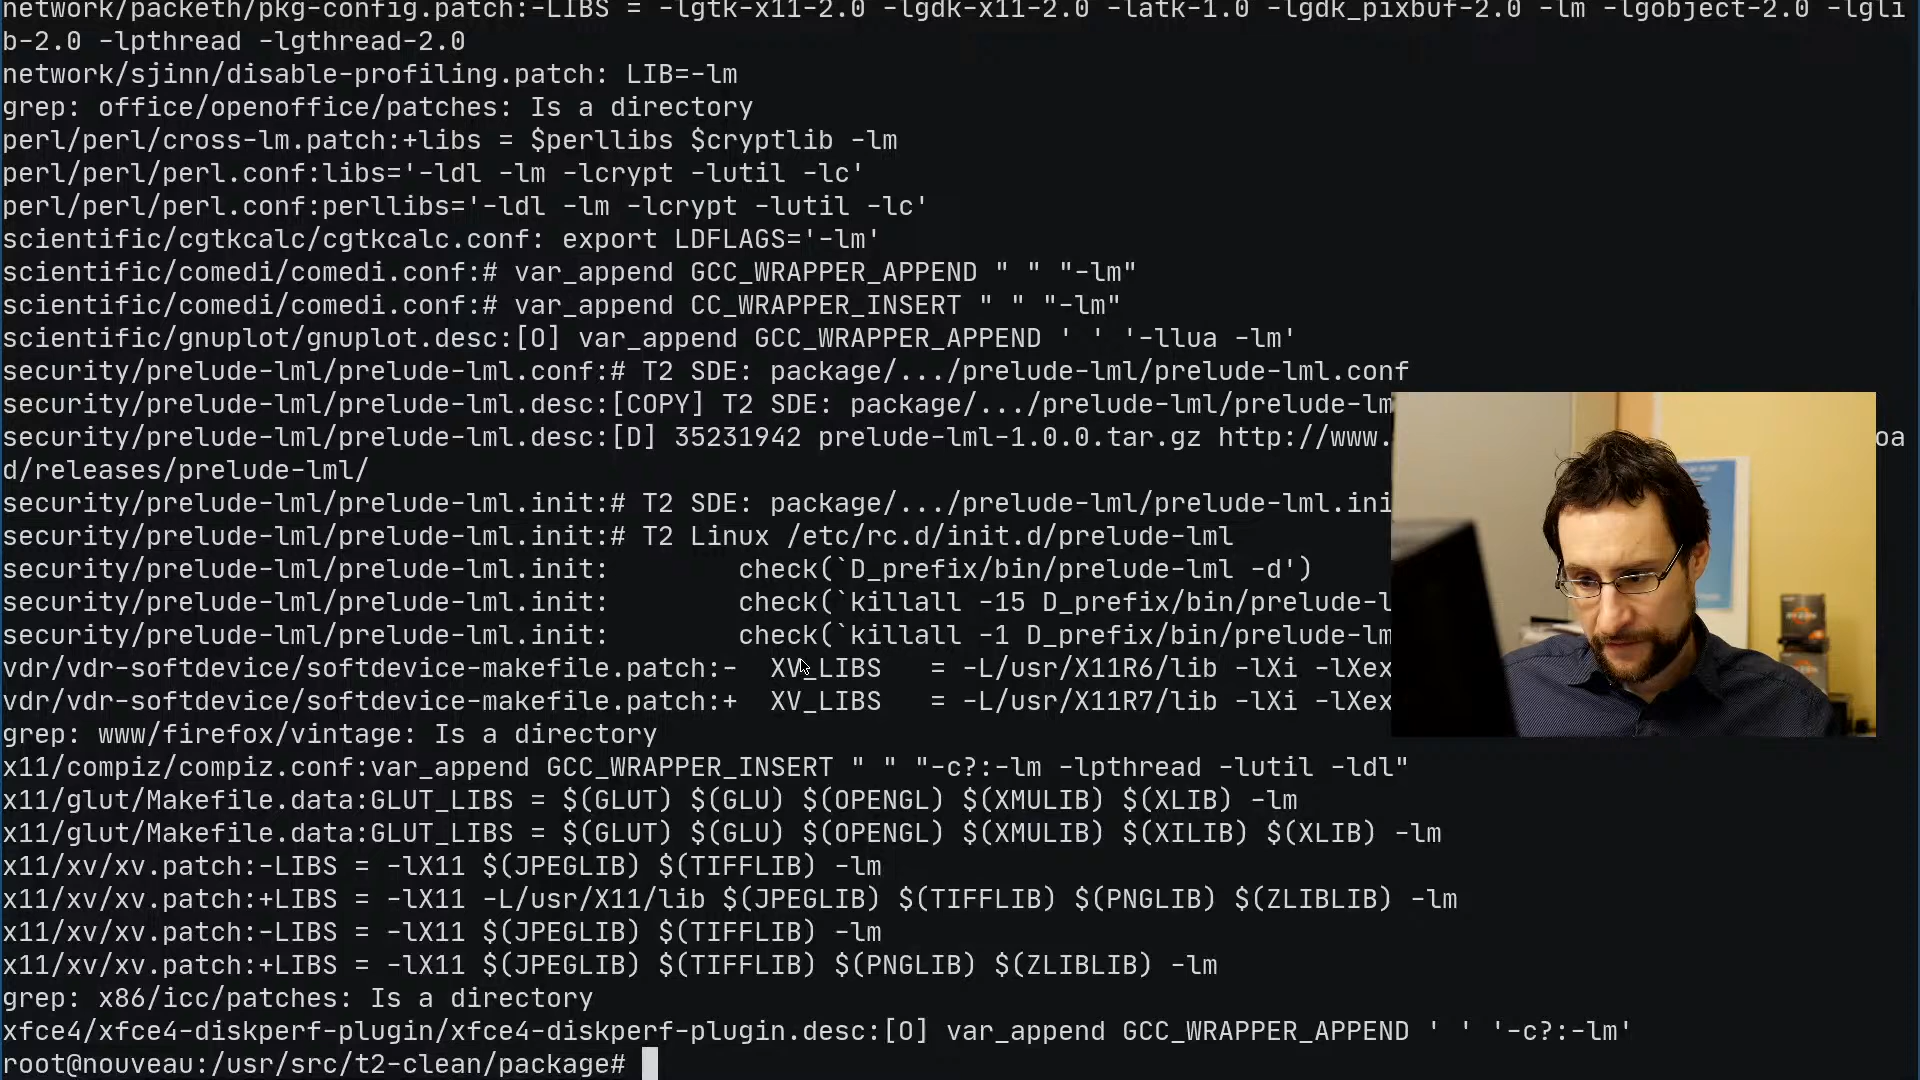 network/packeth/pkg-config.patch:-LIBS = -lgtk-x11-2.0 -lgdk-x11-2.0 -latk-1.0 -lgdk_pixbuf-2.0 -lm -lgobject-2.0 -lgli
b-2.0 -lpthread -lgthread-2.0
network/sjinn/disable-profiling.patch: LIB=-lm
grep: office/openoffice/patches: Is a directory
perl/perl/cross-lm.patch:+libs = $perllibs $cryptlib -lm
perl/perl/perl.conf:libs='-ldl -lm -lcrypt -lutil -lc'
perl/perl/perl.conf:perllibs='-ldl -lm -lcrypt -lutil -lc'
scientific/cgtkcalc/cgtkcalc.conf: export LDFLAGS='-lm'
scientific/comedi/comedi.conf:# var_append GCC_WRAPPER_APPEND " " "-lm"
scientific/comedi/comedi.conf:# var_append CC_WRAPPER_INSERT " " "-lm"
scientific/gnuplot/gnuplot.desc:[O] var_append GCC_WRAPPER_APPEND ' ' '-llua -lm'
security/prelude-lml/prelude-lml.conf:# T2 SDE: package/.../prelude-lml/prelude-lml.conf
security/prelude-lml/prelude-lml.desc:[COPY] T2 SDE: package/.../prelude-lml/prelude-lm
security/prelude-lml/prelude-lml.desc:[D] 35231942 prelude-lml-1.0.0.tar.gz http://www. oa
d/releases/prelude-lml/
security/prelude-lml/prelude-lml.init:# T2 SDE: package/.../prelude-lml/prelude-lml.ini
security/prelude-lml/prelude-lml.init:# T2 Linux /etc/rc.d/init.d/prelude-lml
security/prelude-lml/prelude-lml.init:        check(`D_prefix/bin/prelude-lml -d')
security/prelude-lml/prelude-lml.init:        check(`killall -15 D_prefix/bin/prelude-l
security/prelude-lml/prelude-lml.init:        check(`killall -1 D_prefix/bin/prelude-lm
vdr/vdr-softdevice/softdevice-makefile.patch:-  XV_LIBS   = -L/usr/X11R6/lib -lXi -lXex
vdr/vdr-softdevice/softdevice-makefile.patch:+  XV_LIBS   = -L/usr/X11R7/lib -lXi -lXex
grep: www/firefox/vintage: Is a directory
x11/compiz/compiz.conf:var_append GCC_WRAPPER_INSERT " " "-c?:-lm -lpthread -lutil -ldl"
x11/glut/Makefile.data:GLUT_LIBS = $(GLUT) $(GLU) $(OPENGL) $(XMULIB) $(XLIB) -lm
x11/glut/Makefile.data:GLUT_LIBS = $(GLUT) $(GLU) $(OPENGL) $(XMULIB) $(XILIB) $(XLIB) -lm
x11/xv/xv.patch:-LIBS = -lX11 $(JPEGLIB) $(TIFFLIB) -lm
x11/xv/xv.patch:+LIBS = -lX11 -L/usr/X11/lib $(JPEGLIB) $(TIFFLIB) $(PNGLIB) $(ZLIBLIB) -lm
x11/xv/xv.patch:-LIBS = -lX11 $(JPEGLIB) $(TIFFLIB) -lm
x11/xv/xv.patch:+LIBS = -lX11 $(JPEGLIB) $(TIFFLIB) $(PNGLIB) $(ZLIBLIB) -lm
grep: x86/icc/patches: Is a directory
xfce4/xfce4-diskperf-plugin/xfce4-diskperf-plugin.desc:[O] var_append GCC_WRAPPER_APPEND ' ' '-c?:-lm'
root@nouveau:/usr/src/t2-clean/package#